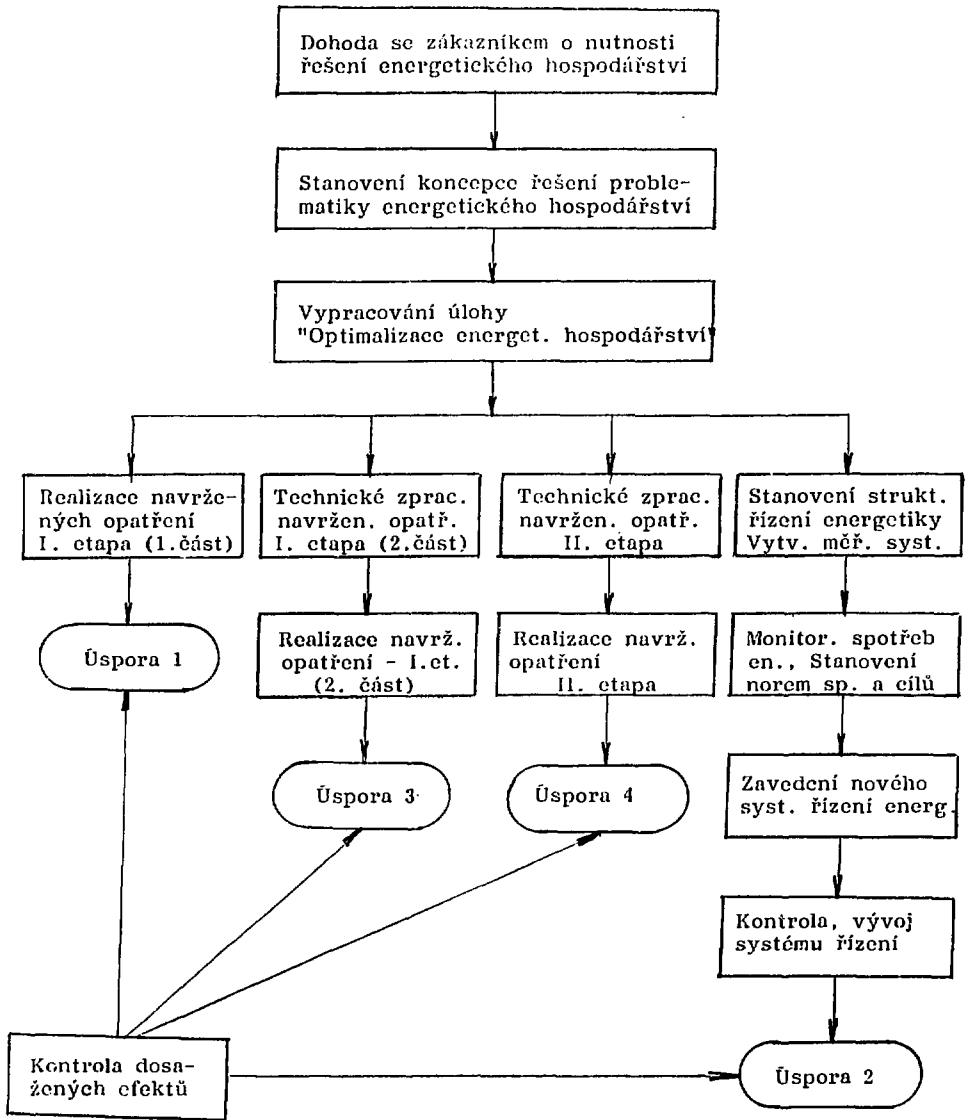 Dohoda se zákazníkem o nutnosti
řešení energetického hospodářství
Stanovení koncepce řešení proble-
matiky energetického hospodářství
Vypracování úlohy
"Optimalizace energet. hospodářství"
Realizace navrže-
ných opatření
I. etapa (1.část)
Technické zprac.
navržen. opatř.
I. etapa (2.část)
Technické zprac.
navržen. opatř.
II. etapa
Stanovení strukt.
řízení energetiky
Vytv. měř. syst.
Úspora 1
Realizace navrž.
opatření - I.et.
(2. část)
Realizace navrž.
opatření
II. etapa
Monitor. spotřeb
en., Stanovení
norem sp. a cílů
Úspora 3
Úspora 4
Zavedení nového
syst. řízení energ.
Kontrola, vývoj
systému řízení
Kontrola dosa-
žených efektů
Úspora 2